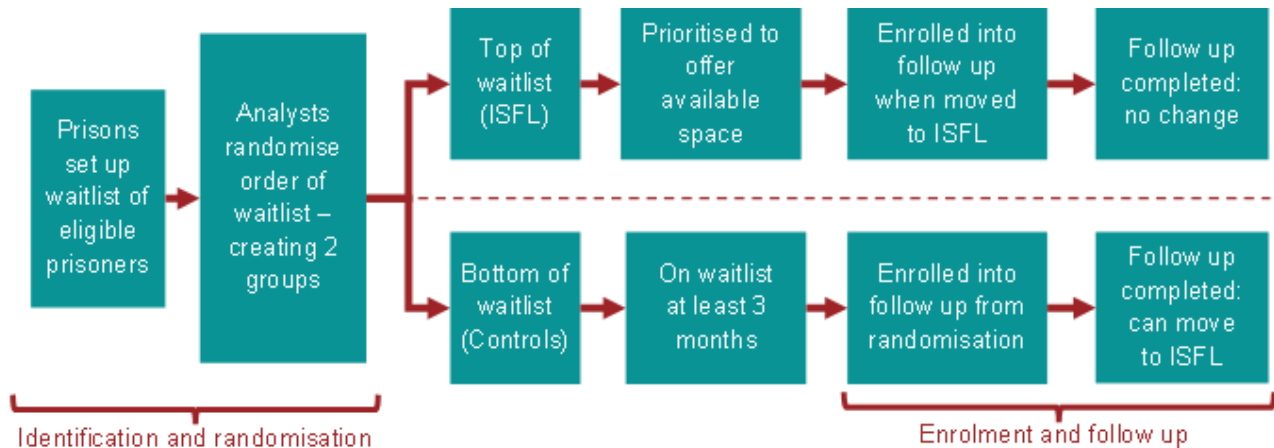 Prisons
set up
waitlist of
eligible
prisoners
Analysts
randomise
order of
waitlist –
creating 2
groups
Top of
waitlist
(ISFL)
Prioritised to
offer
available
space
Enrolled into
follow up
when moved
to ISFL
Follow up
completed:
no change
Bottom of
waitlist
(Controls)
On waitlist
at least 3
months
Enrolled into
follow up from
randomisation
Follow up
completed:
can move
to ISFL
Identification and randomisation
Enrolment and follow up